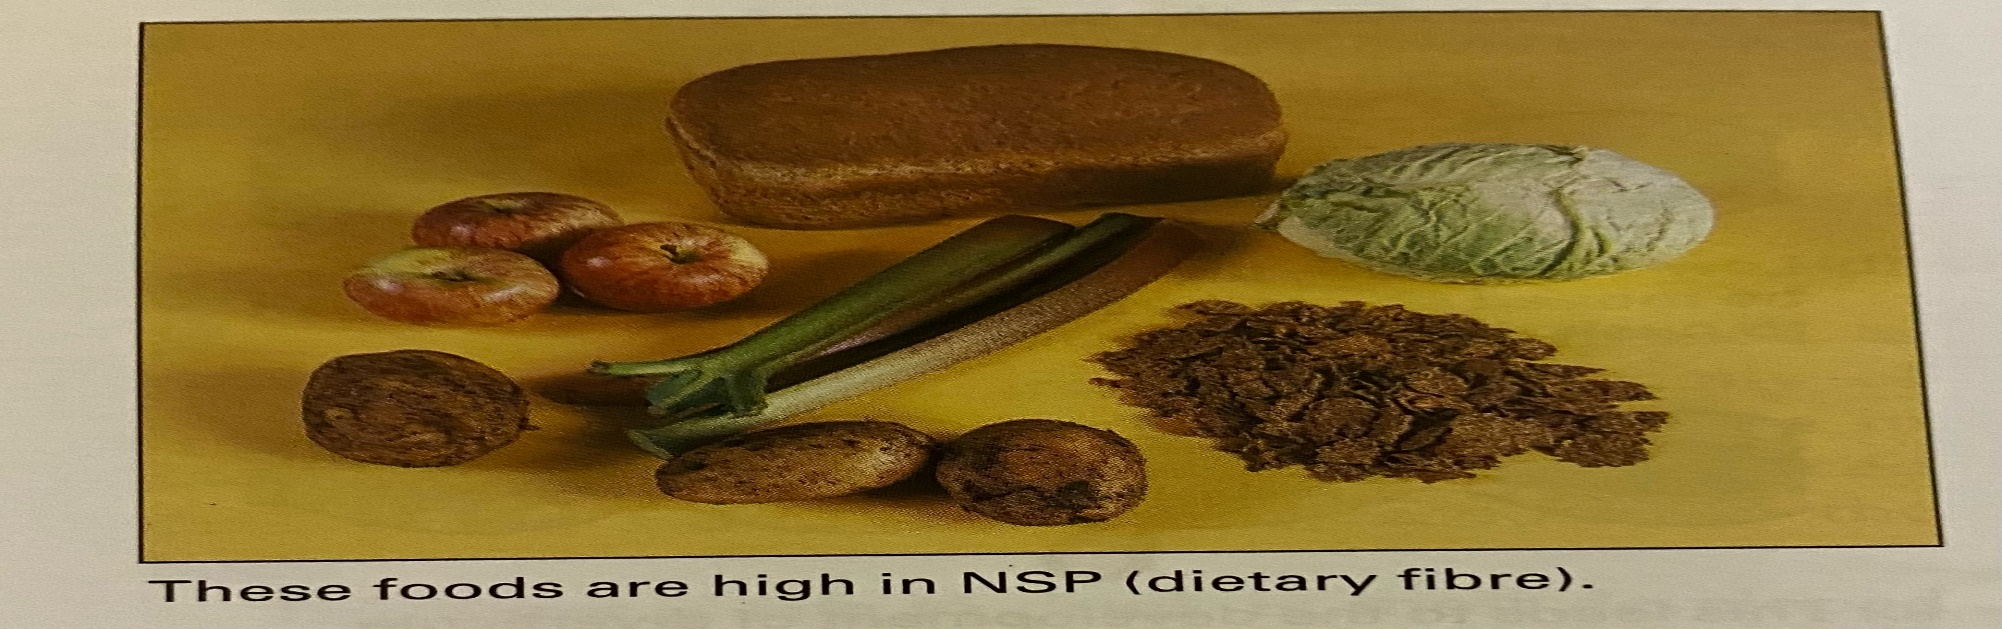 These foods are high in NSP (dietary fibre).